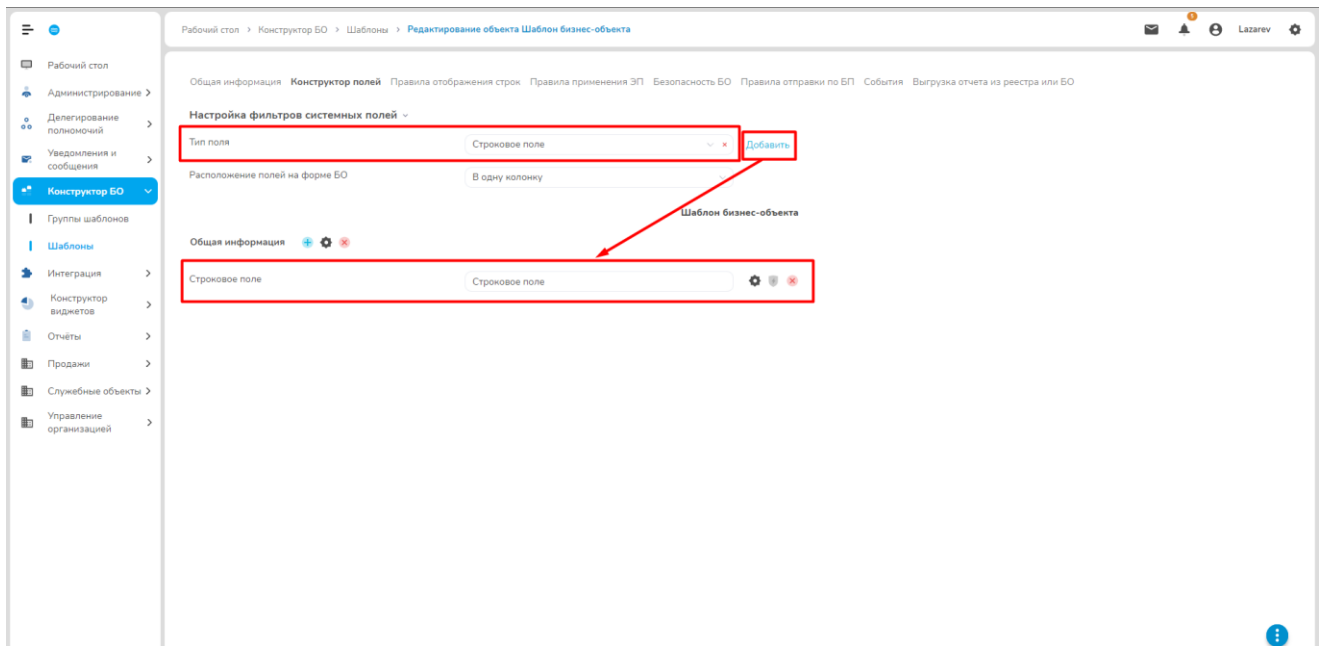 Рабочий стол > Конструктор БО > Шаблоны > Редактирование объекта Шаблон бизнес-объекта
5
Lazarev
Рабочий стол
Администрирование
Делегирование
полномочий
Уведомления и
сообщения
Конструктор БО
Группы шаблонов
Шаблоны
Интеграция
Конструктор
виджетов
Отчёты
Продажи
Служебные объекты
Управление
организацией
Общая информация Конструктор полей Правила отображения строк Правила применения ЭП Безопасность БО Правила отправки по БП События Выгрузка отчета из реестра или БО
Настройка фильтров системных полей
Тип поля Строковое поле Добавить
Расположение полей на форме БО В одну колонку
Шаблон бизнес-объекта
Общая информация
Строковое поле Строковое поле